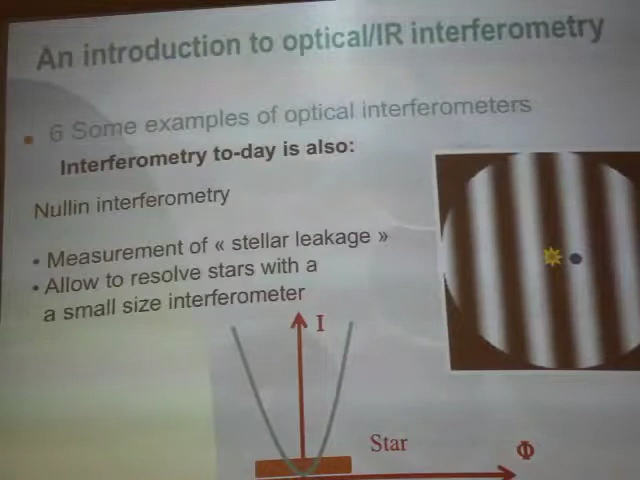 An introduction to optical/IR interferometry
6 Some examples of optical interferometers
Interferometry to-day is also:
Nullin interferometry
• Measurement of « stellar leakage »
• Allow to resolve stars with a
a small size interferometer
I
Star
Φ